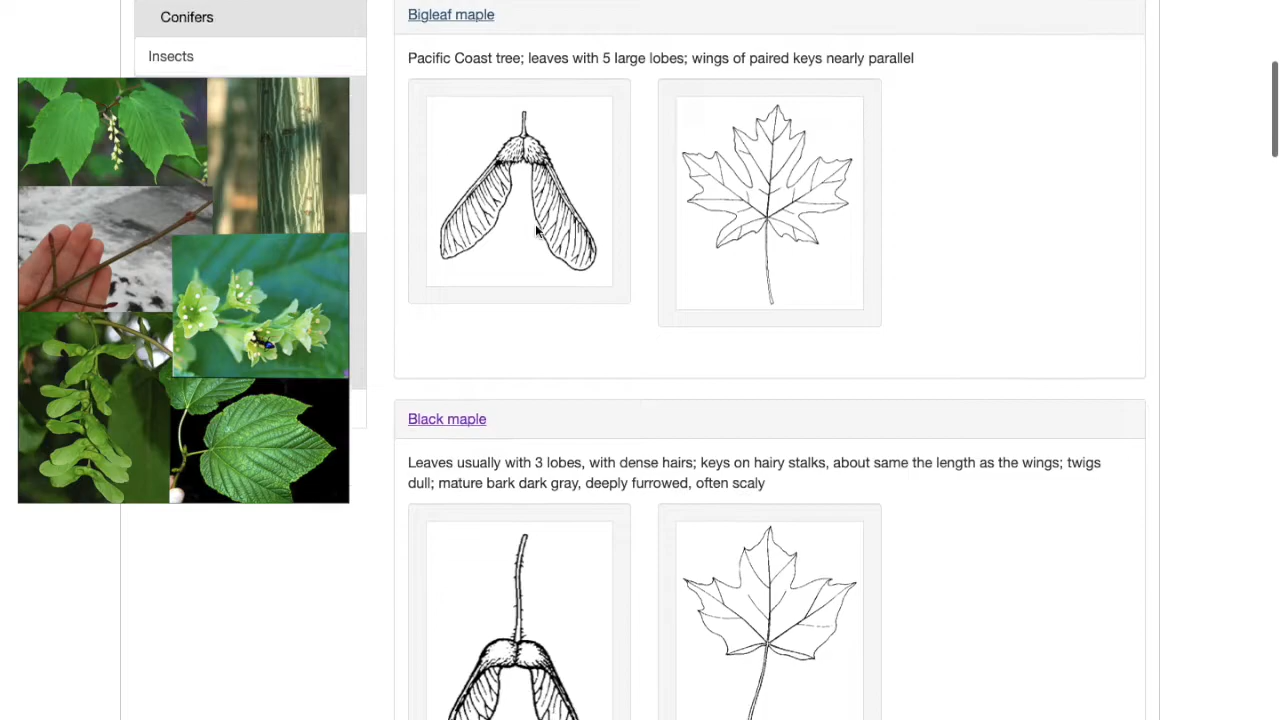 Conifers
Insects
Bigleaf maple
Pacific Coast tree; leaves with 5 large lobes; wings of paired keys nearly parallel
Black maple
Leaves usually with 3 lobes, with dense hairs; keys on hairy stalks, about same the length as the wings; twigs
dull; mature bark dark gray, deeply furrowed, often scaly